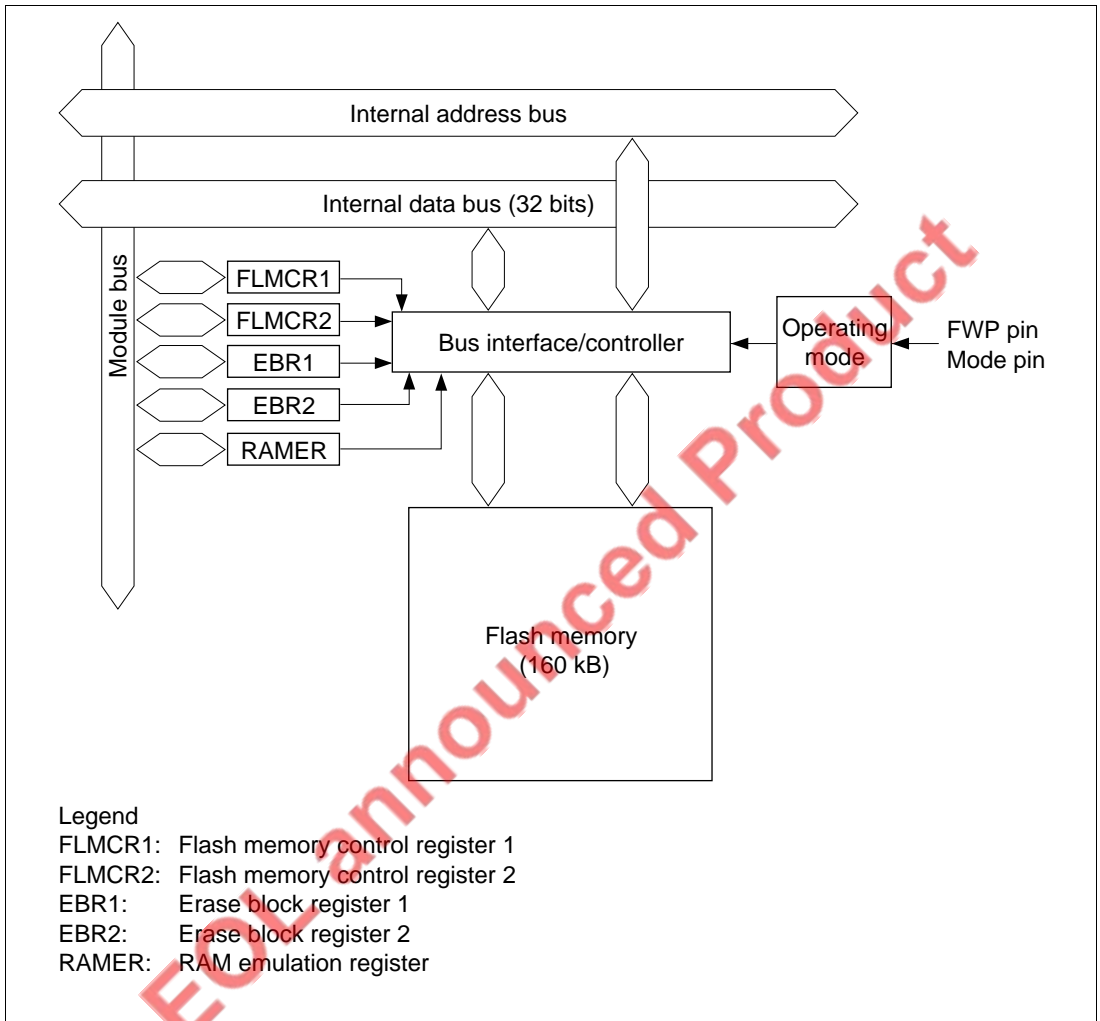 Internal address bus
Internal data bus (32 bits)
Module bus
FLMCR1
FLMCR2
EBR1
EBR2
RAMER
Bus interface/controller
Operating
mode
FWP pin
Mode pin
Flash memory
(160 kB)
Legend
FLMCR1: Flash memory control register 1
FLMCR2: Flash memory control register 2
EBR1: Erase block register 1
EBR2: Erase block register 2
RAMER: RAM emulation register
EOL announced Product